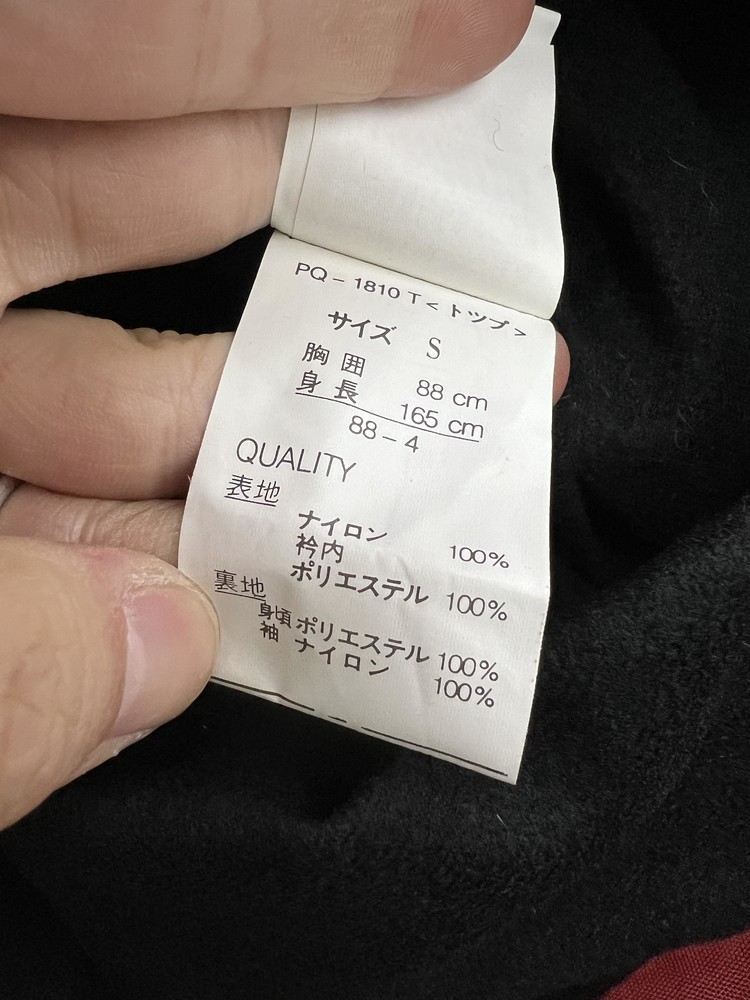 PQ-1810 T<トップ>
サイズ S
胸囲 88 cm
身長 165 cm
88-4
QUALITY
表地
ナイロン 100%
衿内
ポリエステル 100%
裏地
身頃 ポリエステル 100%
袖 ナイロン 100%